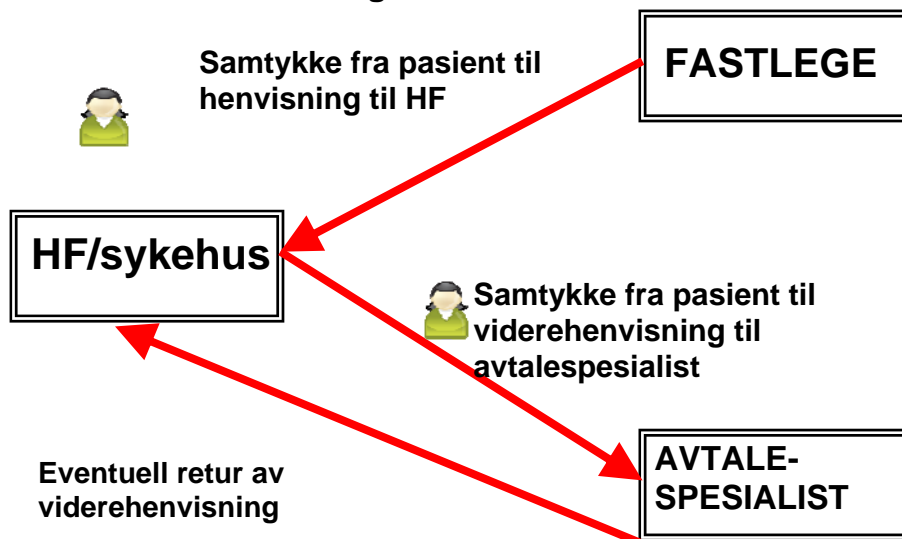 Samtykke fra pasient til
henvisning til HF
FASTLEGE
HF/sykehus
Samtykke fra pasient til
viderehenvisning til
avtalespesialist
Eventuell retur av
viderehenvisning
AVTALE-
SPESIALIST